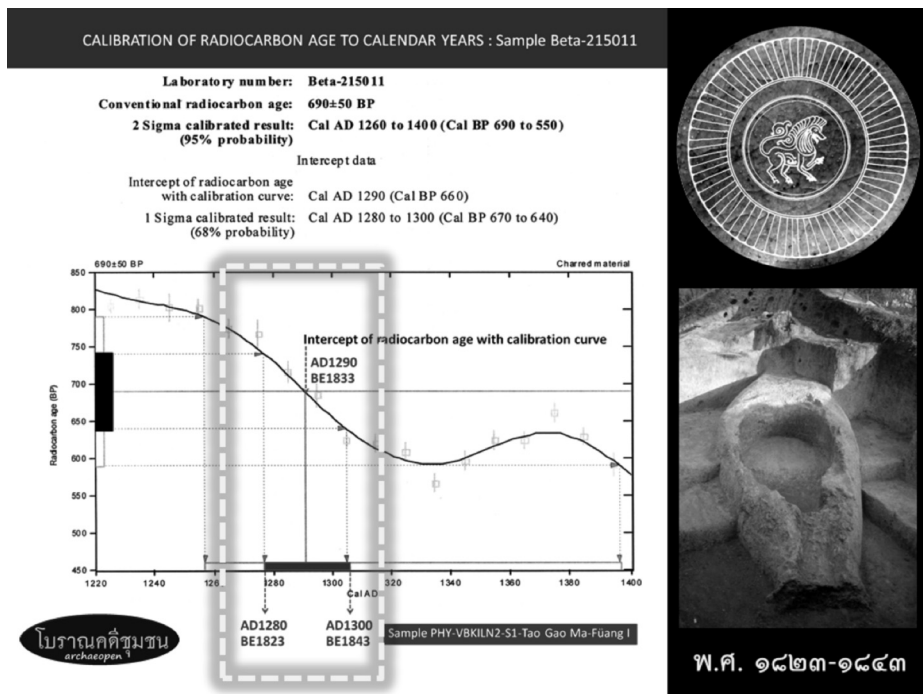 CALIBRATION OF RADIOCARBON AGE TO CALENDAR YEARS : Sample Beta-215011
Laboratory number: Beta-215011
Conventional radiocarbon age: 690±50 BP
2 Sigma calibrated result: Cal AD 1260 to 1400 (Cal BP 690 to 550)
(95% probability)
Intercept data
Intercept of radiocarbon age
with calibration curve: Cal AD 1290 (Cal BP 660)
1 Sigma calibrated result: Cal AD 1280 to 1300 (Cal BP 670 to 640)
(68% probability)
690±50 BP
Charred material
850
800
750
700
650
600
550
500
450
Radiocarbon age (BP)
Intercept of radiocarbon age with calibration curve
AD1290
BE1833
1220 1240 1260 1280 1300 1320 1340 1360 1380 1400
Cal AD
AD1280
BE1823
AD1300
BE1843
Sample PHY-VBKILN2-S1-Tao Gao Ma-Füang I
โบราณคดีชุมชน
archaeopen
พ.ศ. ๑๘๒๓-๑๘๔๓